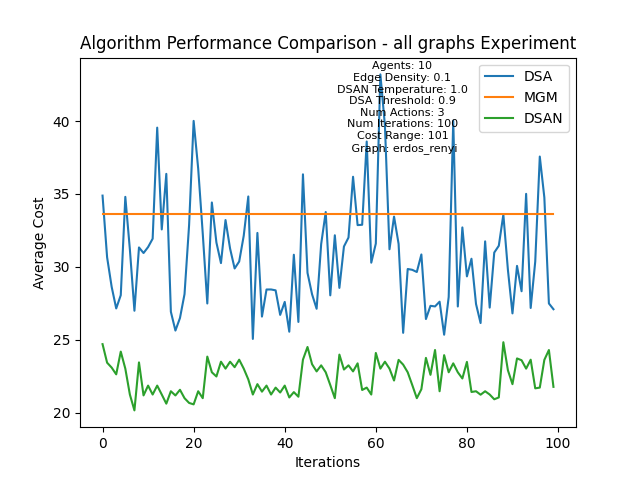 Algorithm Performance Comparison - all graphs Experiment
Agents: 10
Edge Density: 0.1
DSAN Temperature: 1.0
DSA Threshold: 0.9
Num Actions: 3
Num Iterations: 100
Cost Range: 101
Graph: erdos_renyi
DSA
MGM
DSAN
Average Cost
40
35
30
25
20
0
20
40
60
80
100
Iterations